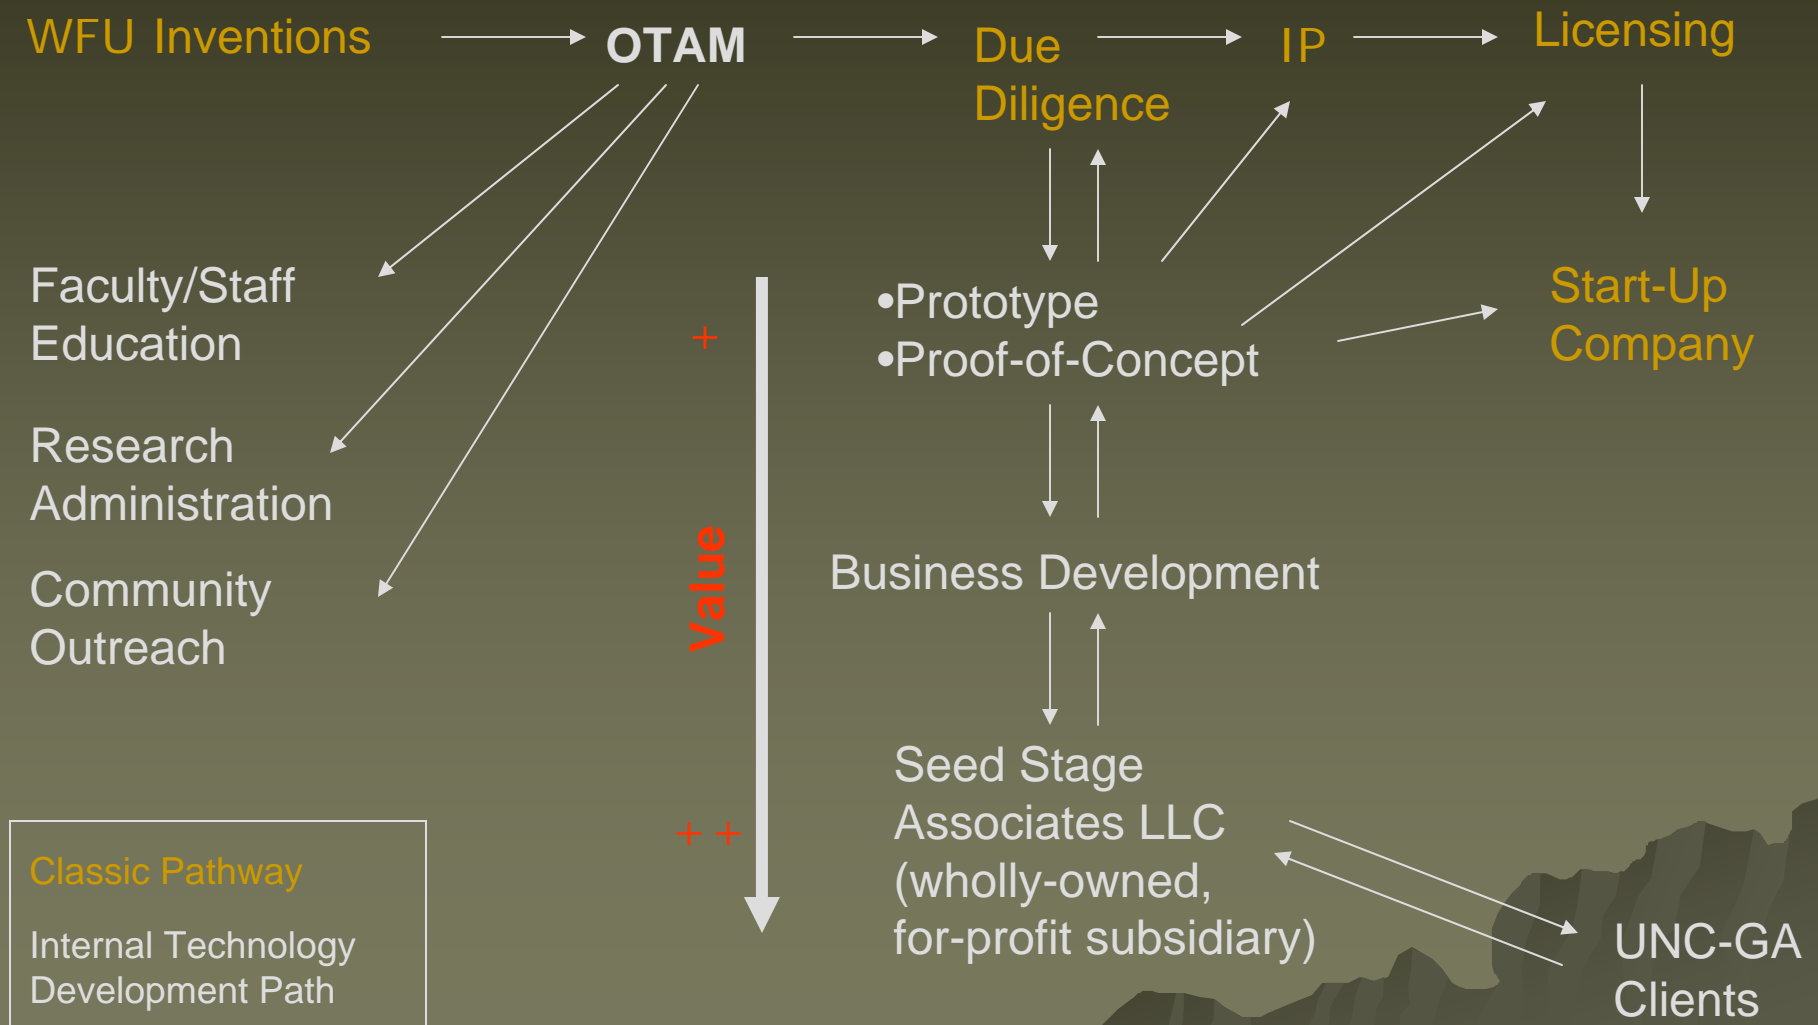 WFU Inventions
OTAM
Due
Diligence
IP
Licensing
Faculty/Staff
Education
Research
Administration
Community
Outreach
+
Value
+ +
•Prototype
•Proof-of-Concept
Start-Up
Company
Business Development
Seed Stage
Associates LLC
(wholly-owned,
for-profit subsidiary)
UNC-GA
Clients
Classic Pathway
Internal Technology
Development Path